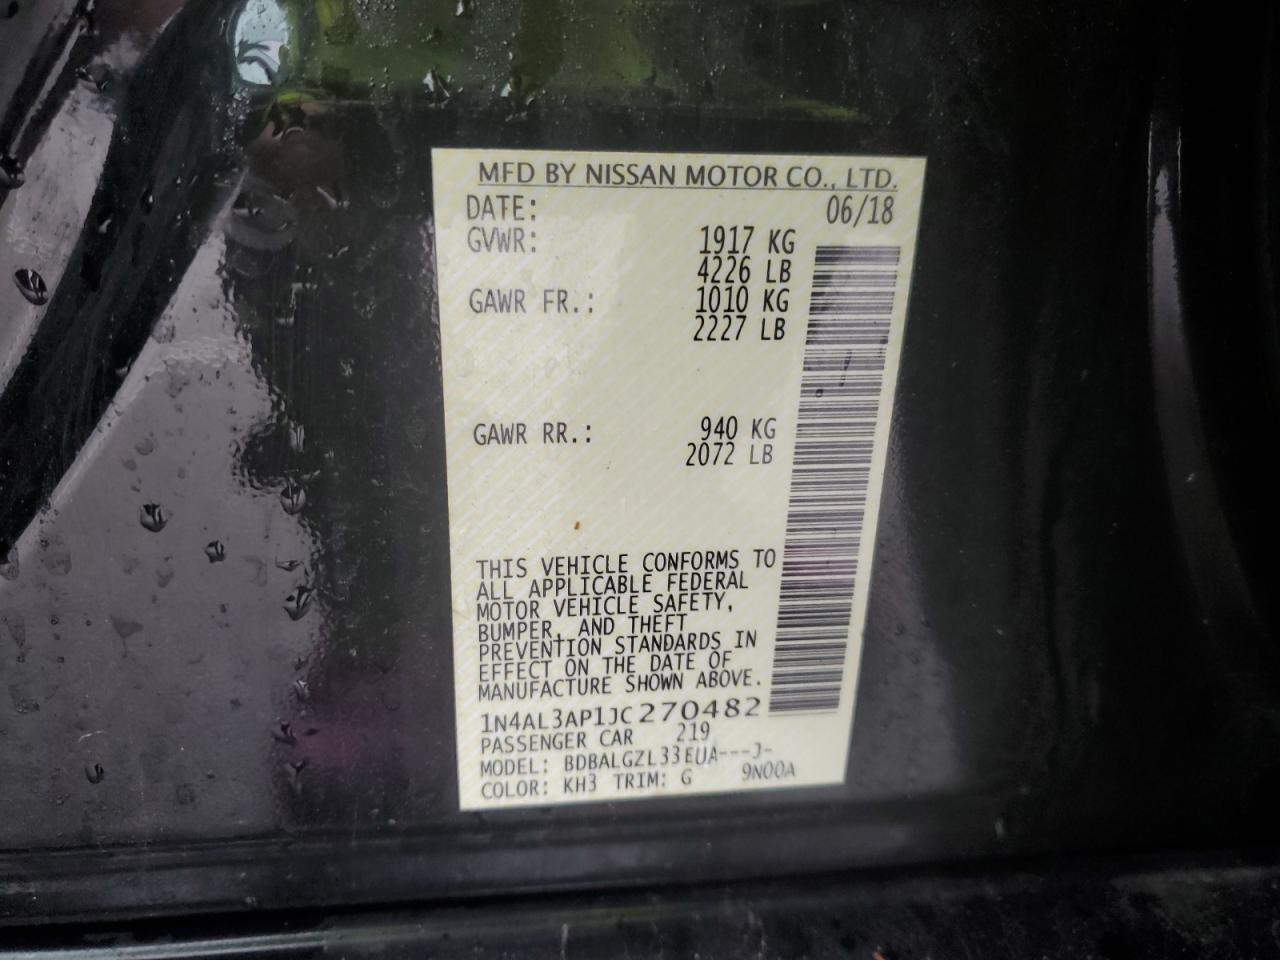 MFD BY NISSAN MOTOR CO., LTD.
DATE: 06/18
GVWR: 1917 KG
4226 LB
GAWR FR.: 1010 KG
2227 LB
GAWR RR.: 940 KG
2072 LB
THIS VEHICLE CONFORMS TO
ALL APPLICABLE FEDERAL
MOTOR VEHICLE SAFETY,
BUMPER, AND THEFT
PREVENTION STANDARDS IN
EFFECT ON THE DATE OF
MANUFACTURE SHOWN ABOVE.
1N4AL3AP1JC270482
PASSENGER CAR 219
MODEL: BDBALGZL33EUA---J-
COLOR: KH3 TRIM: G 9N00A